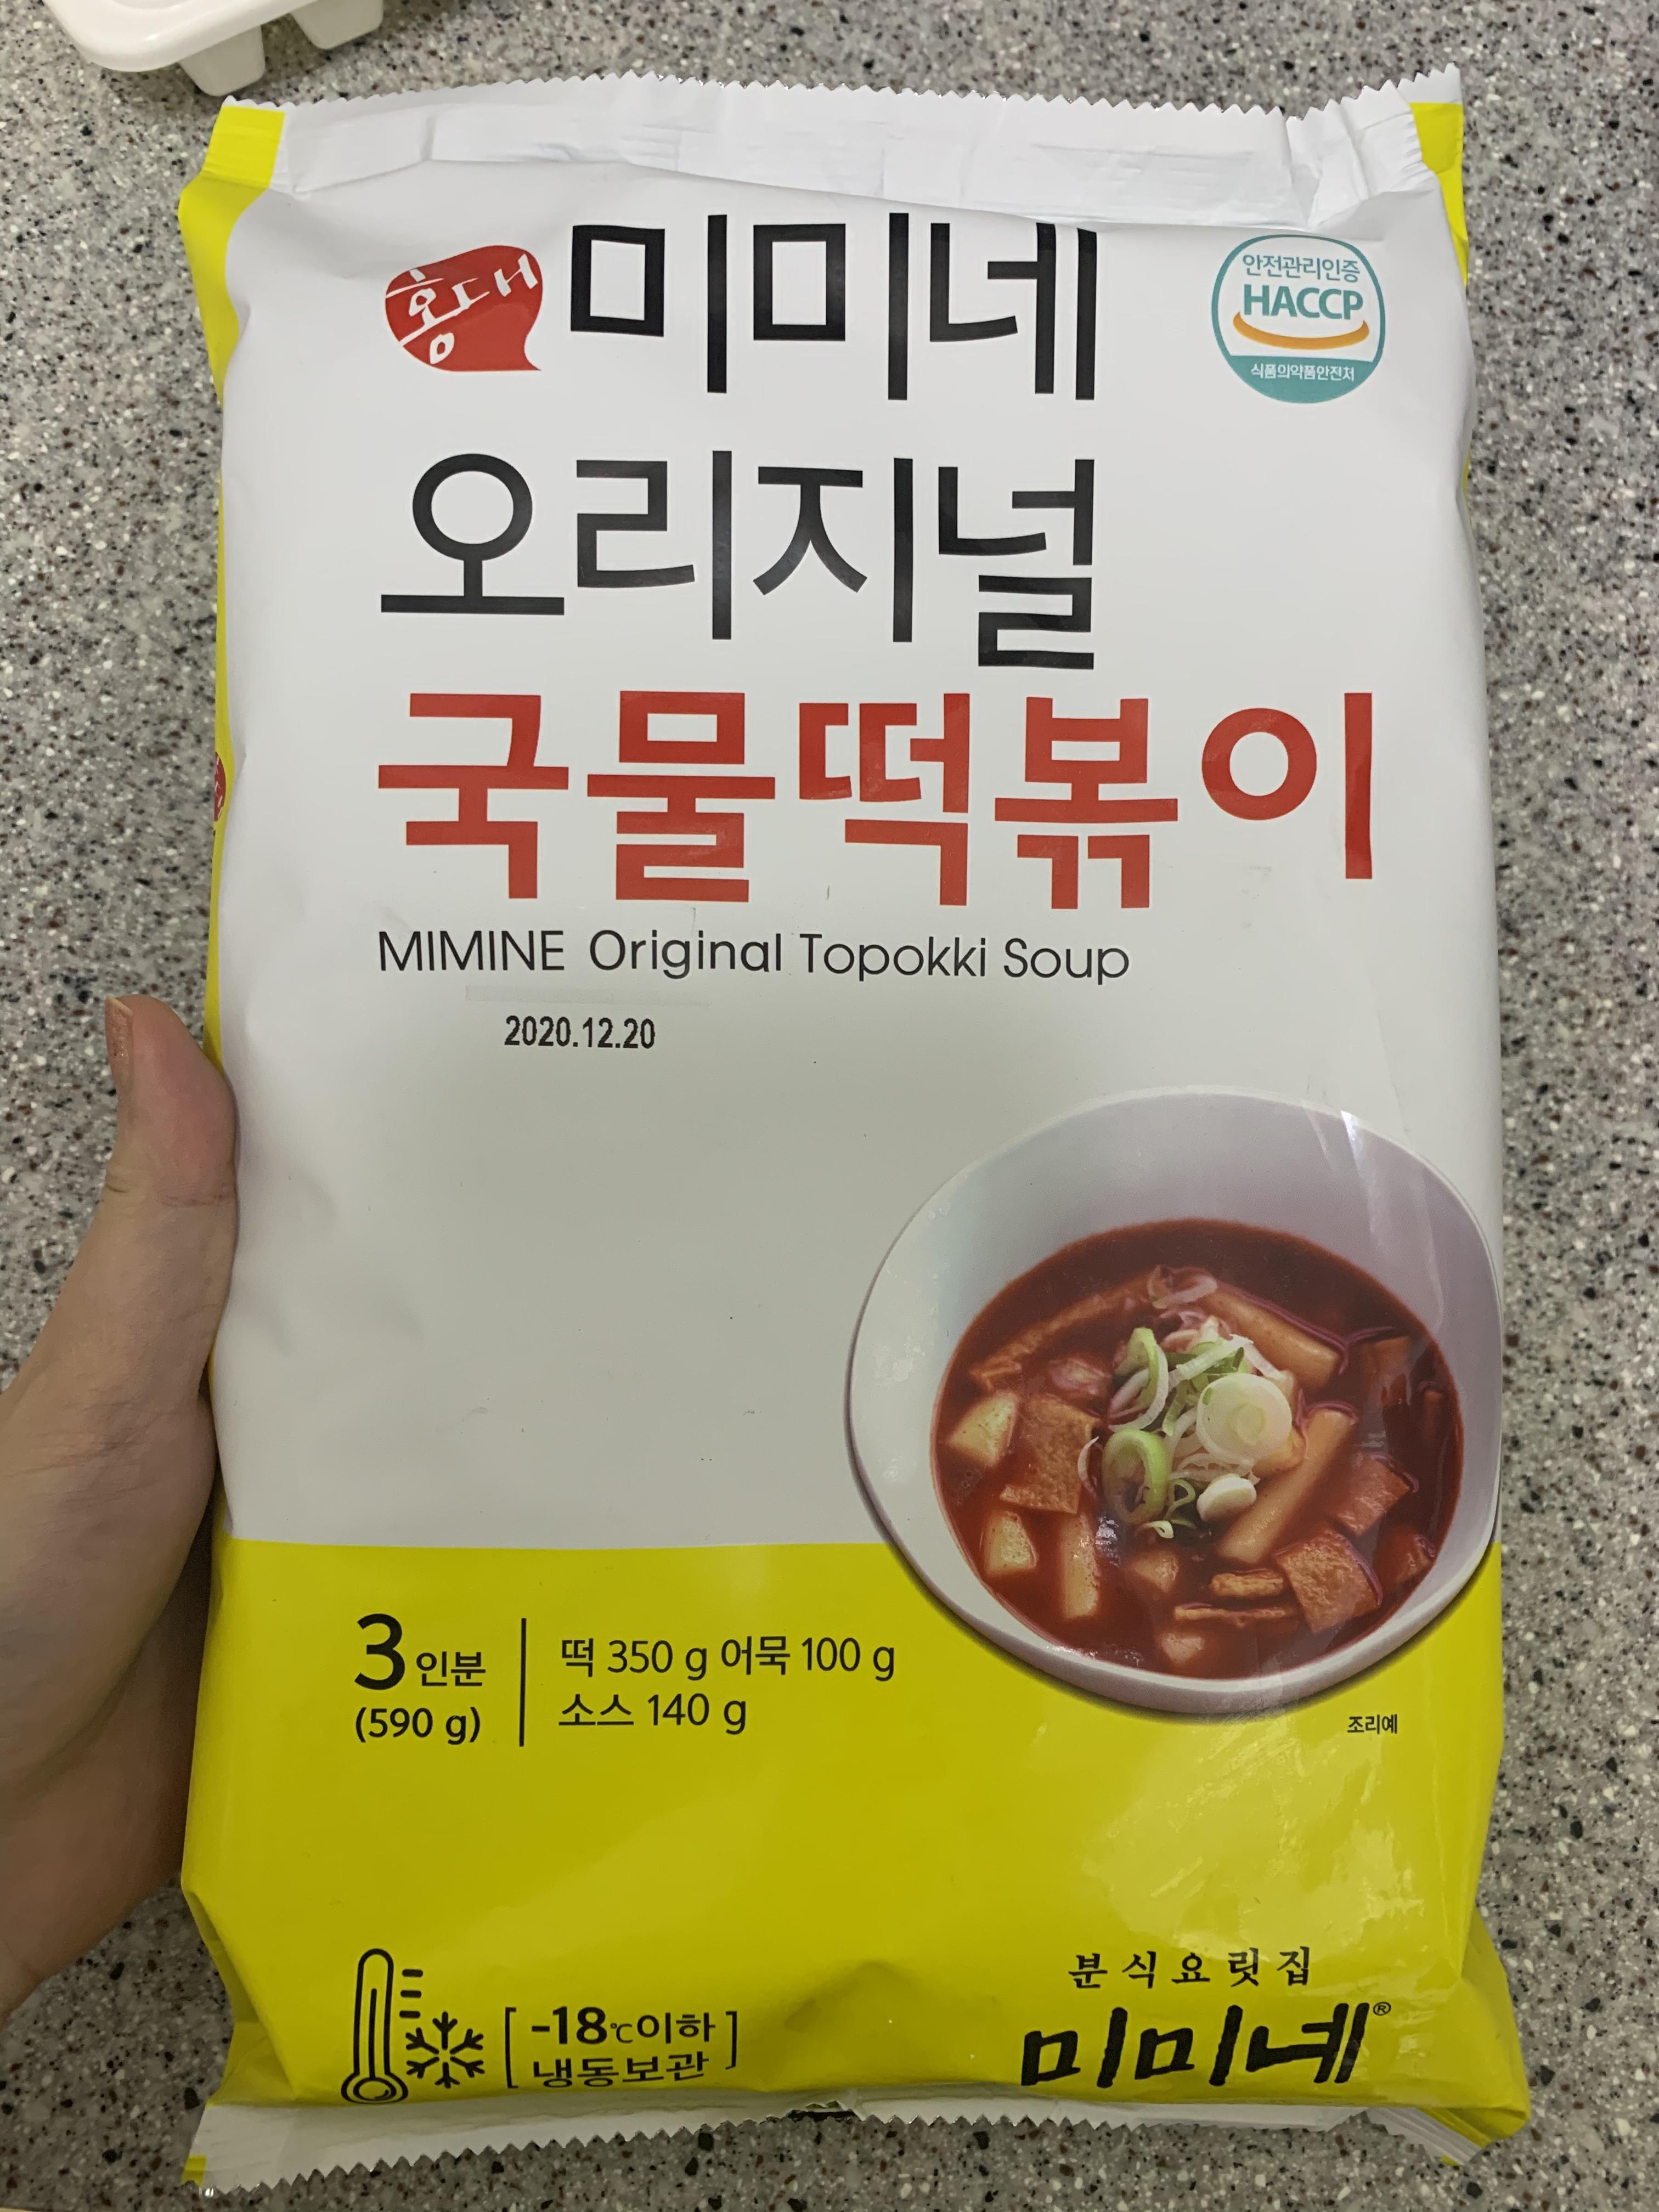 홍대 미미네
안전관리인증
HACCP
식품의약품안전처
오리지널
국물떡볶이
MIMINE Original Topokki Soup
2020.12.20
3인분
(590 g)
떡 350 g 어묵 100 g
소스 140 g
조리예
-18℃이하
냉동보관
분식요릿집
미미네®